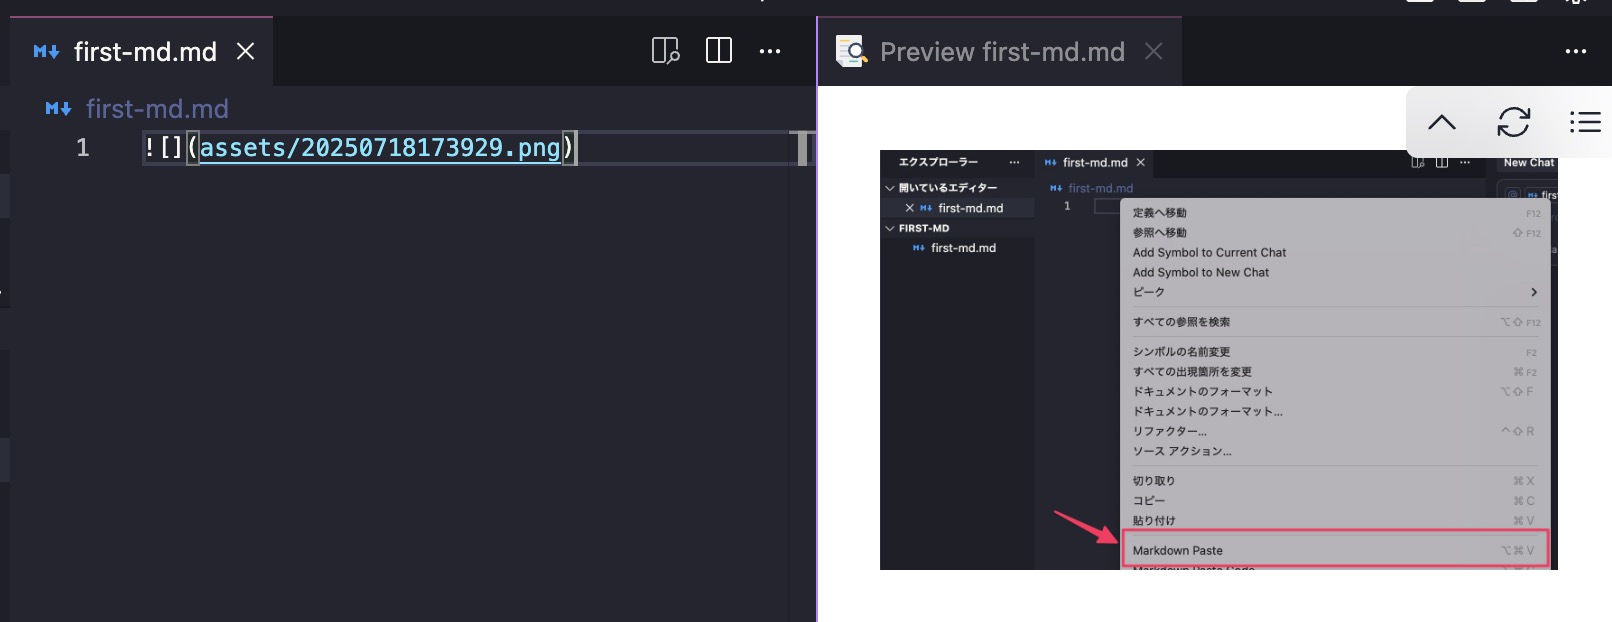 first-md.md
Preview first-md.md
first-md.md
1 ![](assets/20250718173929.png)
エクスプローラー
first-md.md
New Chat
開いているエディター
first-md.md
first-md.md
1
FIRST-MD
first-md.md
定義へ移動 F12
参照へ移動 ⇧ F12
Add Symbol to Current Chat
Add Symbol to New Chat
ピーク
すべての参照を検索 ⌥⇧ F12
シンボルの名前変更 F2
すべての出現箇所を変更 ⌘ F2
ドキュメントのフォーマット ⌥⇧ F
ドキュメントのフォーマット...
リファクター... ^⇧ R
ソース アクション...
切り取り ⌘ X
コピー ⌘ C
貼り付け ⌘ V
Markdown Paste ⌥⌘ V
Markdown Paste Code